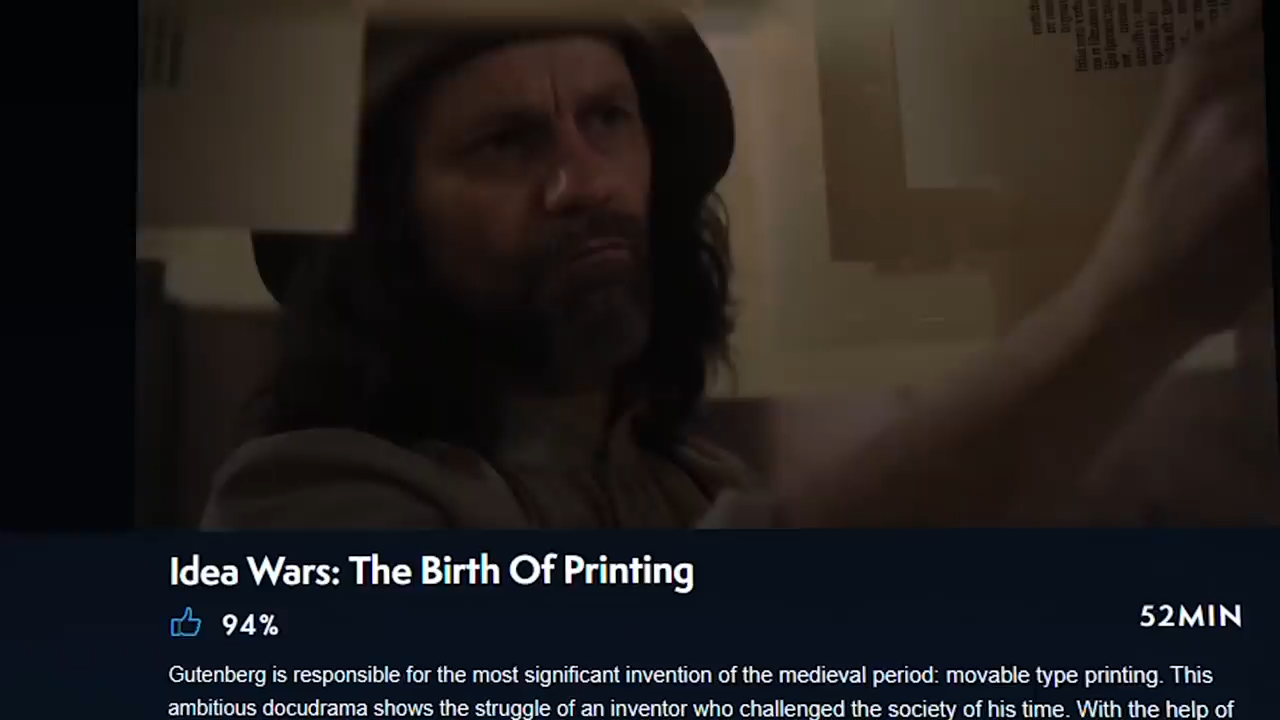 Idea Wars: The Birth Of Printing
94%
52MIN
Gutenberg is responsible for the most significant invention of the medieval period: movable type printing. This
ambitious docudrama shows the struggle of an inventor who challenged the society of his time. With the help of